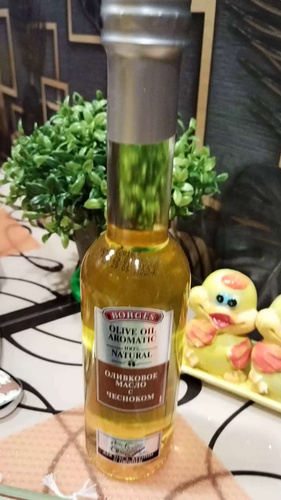 BORGES
OLIVE OIL
AROMATIC
100%
NATURAL
ОЛИВКОВОЕ
МАСЛО
С
ЧЕСНОКОМ